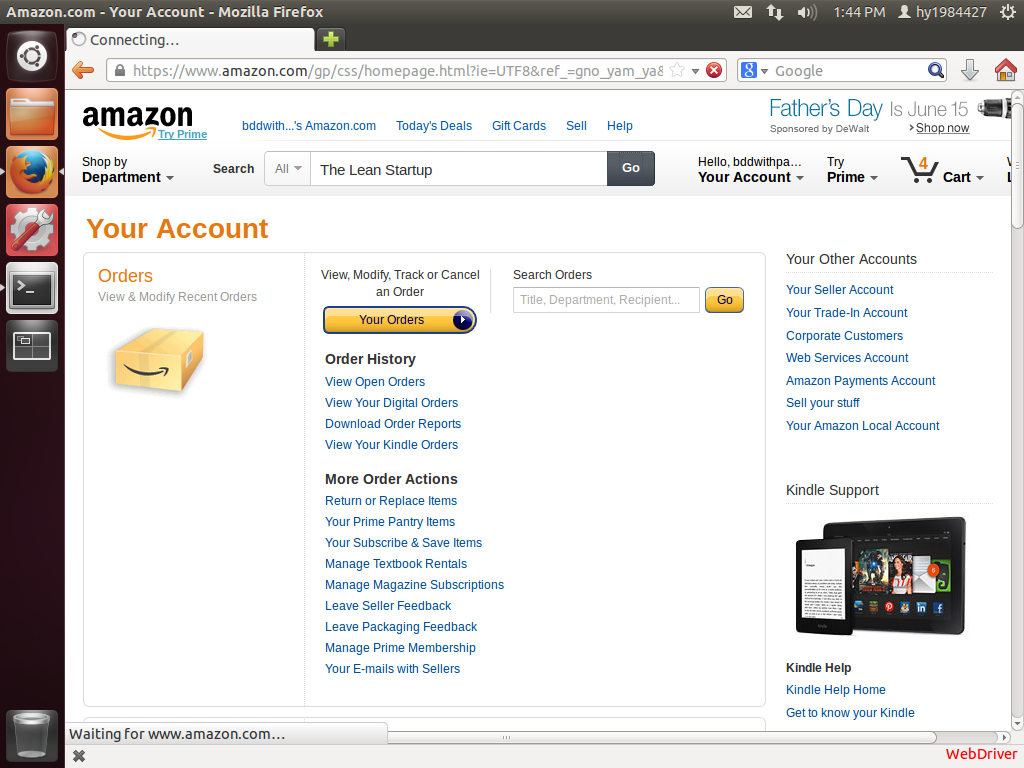 Amazon.com - Your Account - Mozilla Firefox
1:44 PM
hy1984427
Connecting…
https://www.amazon.com/gp/css/homepage.html?ie=UTF8&ref_=gno_yam_ya&
Google
amazon
Try Prime
bddwith...'s Amazon.com
Today's Deals
Gift Cards
Sell
Help
Father's Day Is June 15
Sponsored by DeWalt
Shop now
Shop by
Department
Search
All
The Lean Startup
Go
Hello, bddwithpa…
Your Account
Try
Prime
4
Cart
Your Account
Orders
View & Modify Recent Orders
View, Modify, Track or Cancel
an Order
Your Orders
Search Orders
Title, Department, Recipient...
Go
Order History
View Open Orders
View Your Digital Orders
Download Order Reports
View Your Kindle Orders
More Order Actions
Return or Replace Items
Your Prime Pantry Items
Your Subscribe & Save Items
Manage Textbook Rentals
Manage Magazine Subscriptions
Leave Seller Feedback
Leave Packaging Feedback
Manage Prime Membership
Your E-mails with Sellers
Your Other Accounts
Your Seller Account
Your Trade-In Account
Corporate Customers
Web Services Account
Amazon Payments Account
Sell your stuff
Your Amazon Local Account
Kindle Support
Kindle Help
Kindle Help Home
Get to know your Kindle
Waiting for www.amazon.com…
WebDriver